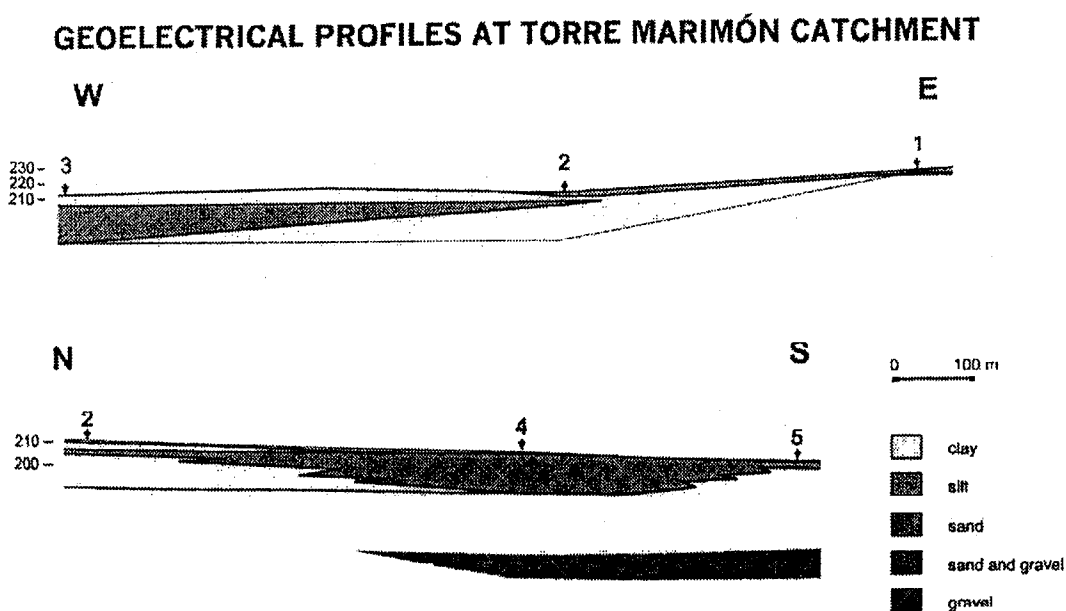 GEOELECTRICAL PROFILES AT TORRE MARIMÓN CATCHMENT
W E
230 3 2 1
220
210
N S
0 100 m
210 2 4 5
200
clay
silt
sand
sand and gravel
gravel